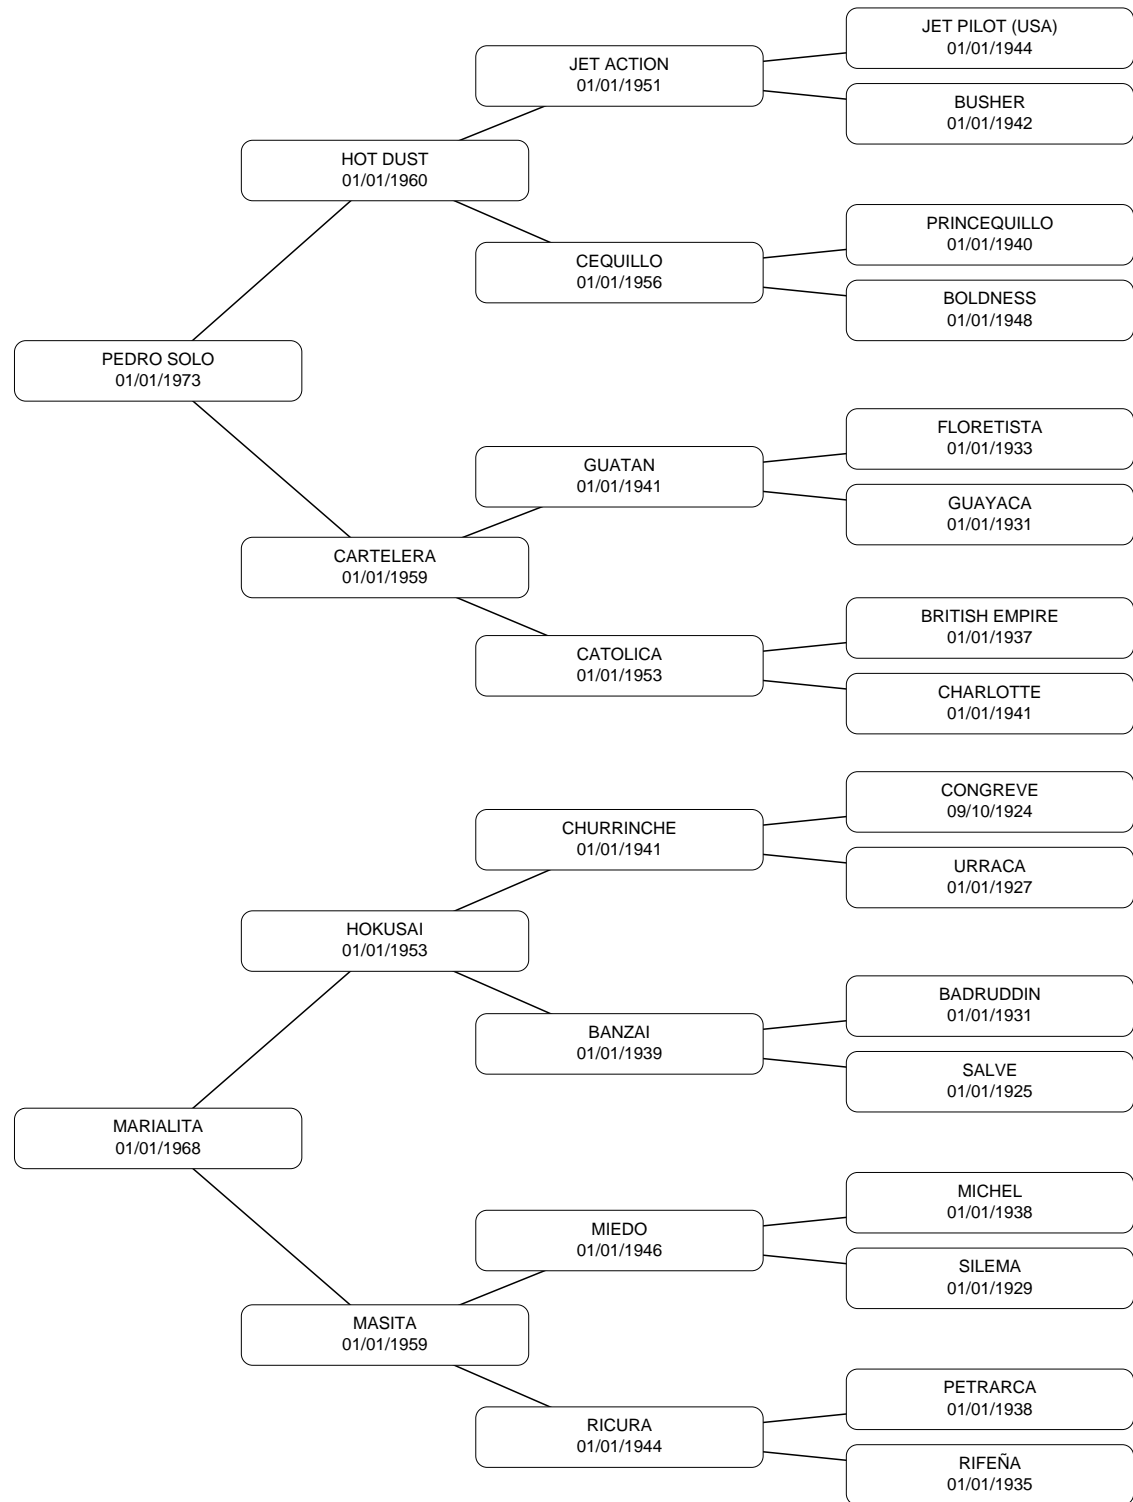 JET PILOT (USA)
01/01/1944
JET ACTION
01/01/1951
BUSHER
01/01/1942
HOT DUST
01/01/1960
PRINCEQUILLO
01/01/1940
CEQUILLO
01/01/1956
BOLDNESS
01/01/1948
PEDRO SOLO
01/01/1973
FLORETISTA
01/01/1933
GUATAN
01/01/1941
GUAYACA
01/01/1931
CARTELERA
01/01/1959
BRITISH EMPIRE
01/01/1937
CATOLICA
01/01/1953
CHARLOTTE
01/01/1941
CONGREVE
09/10/1924
CHURRINCHE
01/01/1941
URRACA
01/01/1927
HOKUSAI
01/01/1953
BADRUDDIN
01/01/1931
BANZAI
01/01/1939
SALVE
01/01/1925
MARIALITA
01/01/1968
MICHEL
01/01/1938
MIEDO
01/01/1946
SILEMA
01/01/1929
MASITA
01/01/1959
PETRARCA
01/01/1938
RICURA
01/01/1944
RIFEÑA
01/01/1935